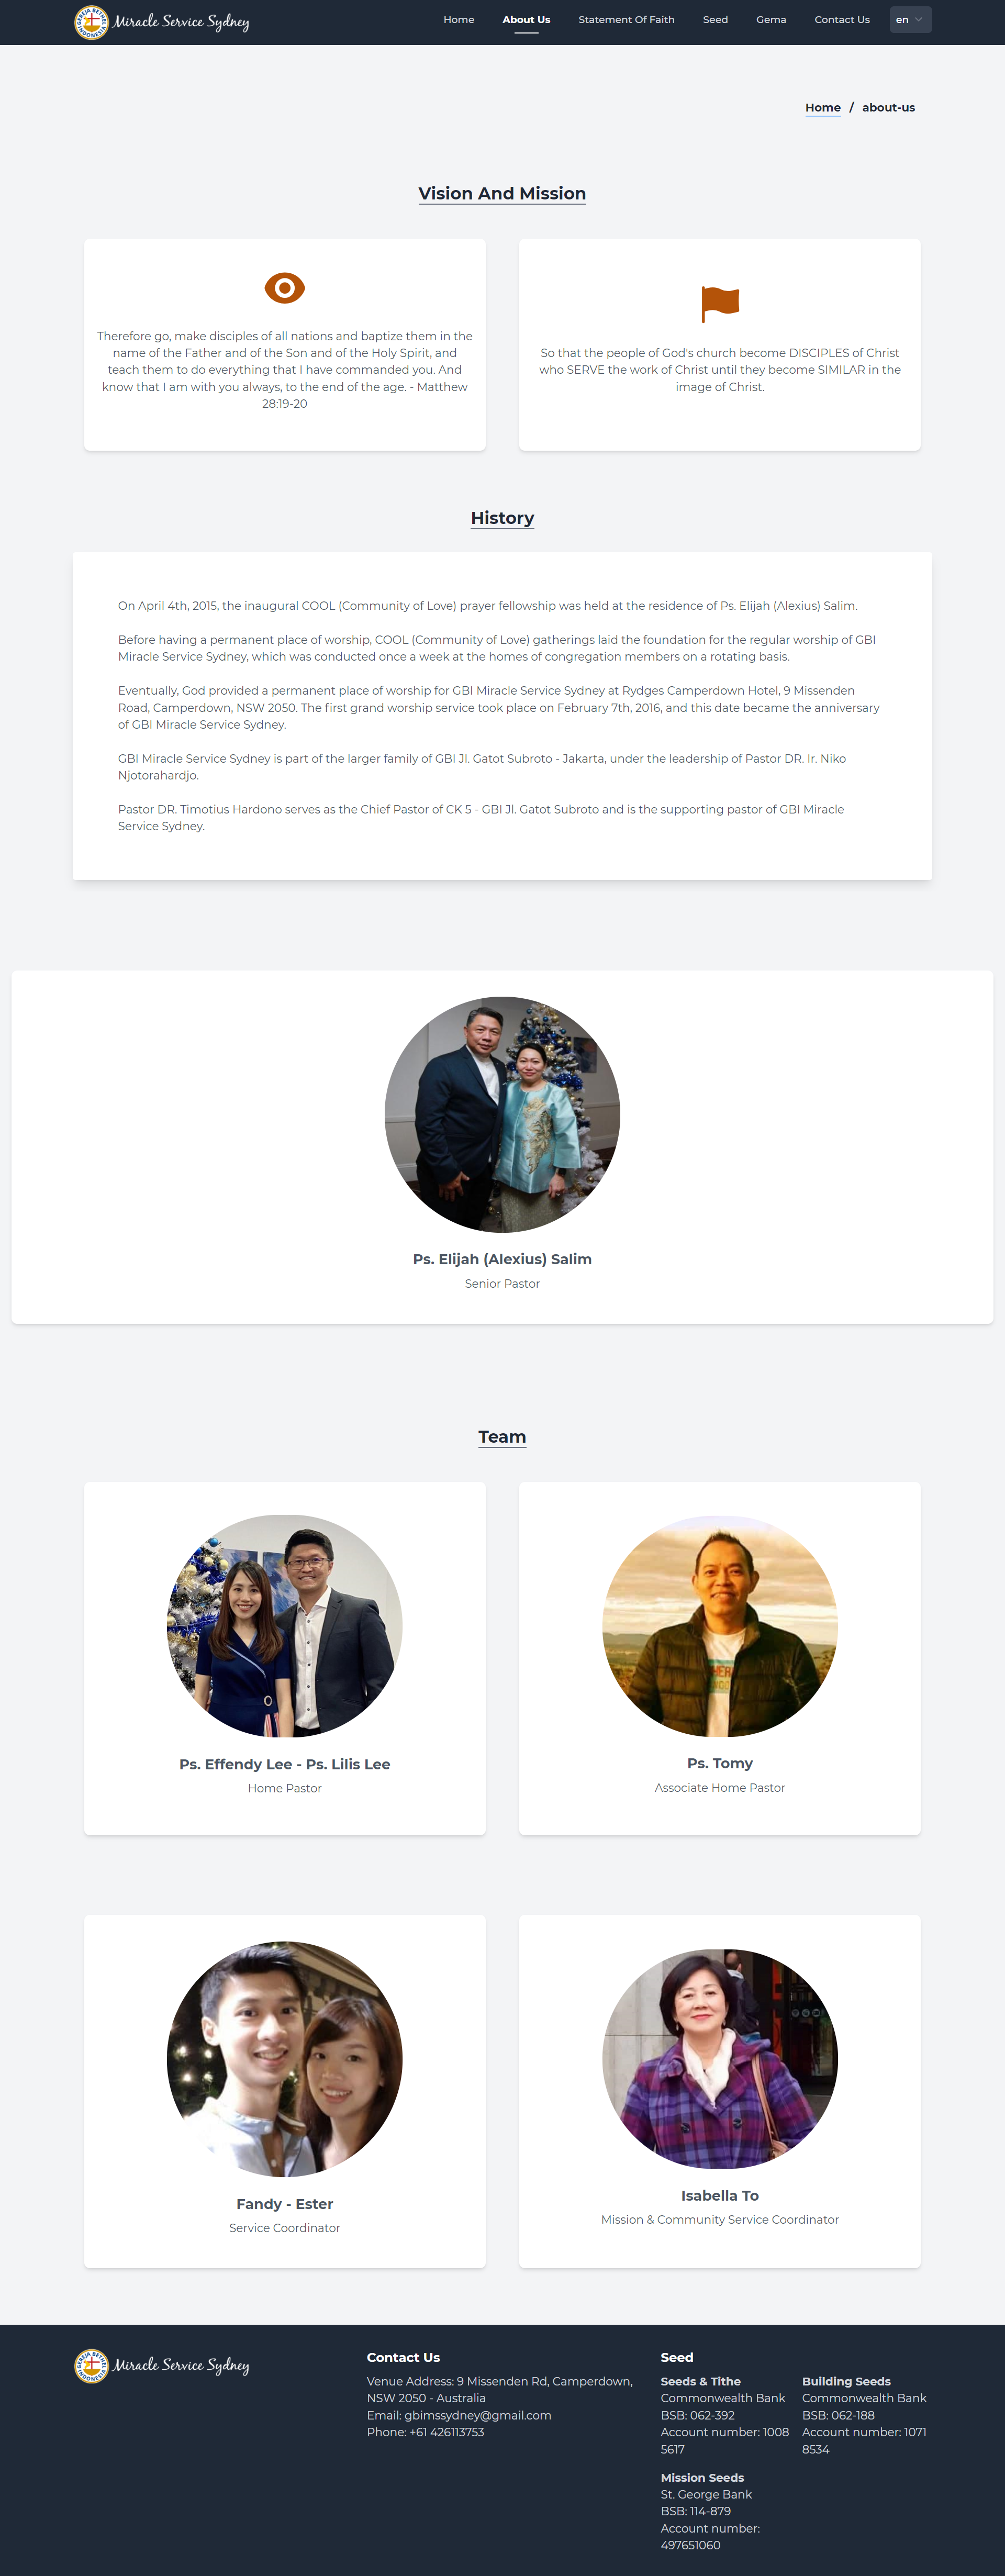 GEREJA BETHEL INDONESIA
Miracle Service Sydney
Home
About Us
Statement Of Faith
Seed
Gema
Contact Us
en
Home / about-us
Vision And Mission
Therefore go, make disciples of all nations and baptize them in the
name of the Father and of the Son and of the Holy Spirit, and
teach them to do everything that I have commanded you. And
know that I am with you always, to the end of the age. - Matthew
28:19-20
So that the people of God's church become DISCIPLES of Christ
who SERVE the work of Christ until they become SIMILAR in the
image of Christ.
History
On April 4th, 2015, the inaugural COOL (Community of Love) prayer fellowship was held at the residence of Ps. Elijah (Alexius) Salim.
Before having a permanent place of worship, COOL (Community of Love) gatherings laid the foundation for the regular worship of GBI
Miracle Service Sydney, which was conducted once a week at the homes of congregation members on a rotating basis.
Eventually, God provided a permanent place of worship for GBI Miracle Service Sydney at Rydges Camperdown Hotel, 9 Missenden
Road, Camperdown, NSW 2050. The first grand worship service took place on February 7th, 2016, and this date became the anniversary
of GBI Miracle Service Sydney.
GBI Miracle Service Sydney is part of the larger family of GBI Jl. Gatot Subroto - Jakarta, under the leadership of Pastor DR. Ir. Niko
Njotorahardjo.
Pastor DR. Timotius Hardono serves as the Chief Pastor of CK 5 - GBI Jl. Gatot Subroto and is the supporting pastor of GBI Miracle
Service Sydney.
Ps. Elijah (Alexius) Salim
Senior Pastor
Team
Ps. Effendy Lee - Ps. Lilis Lee
Home Pastor
Ps. Tomy
Associate Home Pastor
Fandy - Ester
Service Coordinator
Isabella To
Mission & Community Service Coordinator
GEREJA BETHEL INDONESIA
Miracle Service Sydney
Contact Us
Venue Address: 9 Missenden Rd, Camperdown,
NSW 2050 - Australia
Email: gbimssydney@gmail.com
Phone: +61 426113753
Seed
Seeds & Tithe
Commonwealth Bank
BSB: 062-392
Account number: 1008
5617
Building Seeds
Commonwealth Bank
BSB: 062-188
Account number: 1071
8534
Mission Seeds
St. George Bank
BSB: 114-879
Account number:
497651060